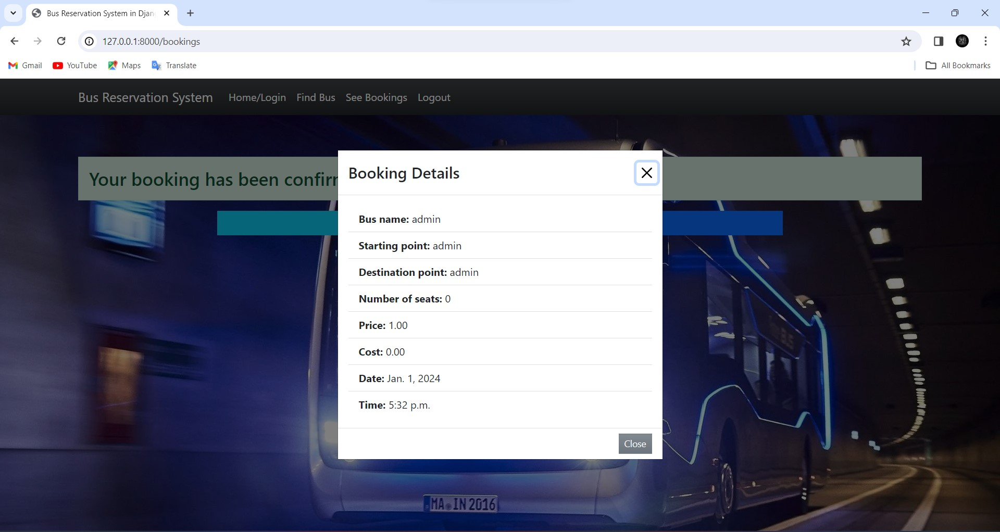 Bus Reservation System in Djan
127.0.0.1:8000/bookings
Gmail YouTube Maps Translate All Bookmarks
Bus Reservation System Home/Login Find Bus See Bookings Logout
Your booking has been
Booking Details
Bus name: admin
Starting point: admin
Destination point: admin
Number of seats: 0
Price: 1.00
Cost: 0.00
Date: Jan. 1, 2024
Time: 5:32 p.m.
Close
MA IN 2016